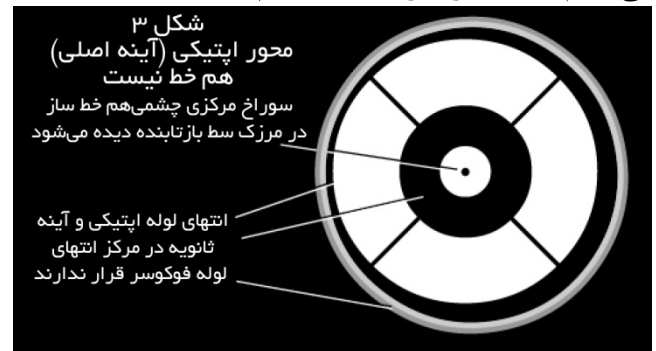 شکل ۳
محور اپتیکی (آینه اصلی)
هم خط نیست
سوراخ مرکزی چشمی‌هم خط ساز
در مرزک سط بازتابنده دیده می‌شود
انتهای لوله اپتیکی و آینه
ثانویه در مرکز انتهای
لوله فوکوسر قرار ندارند